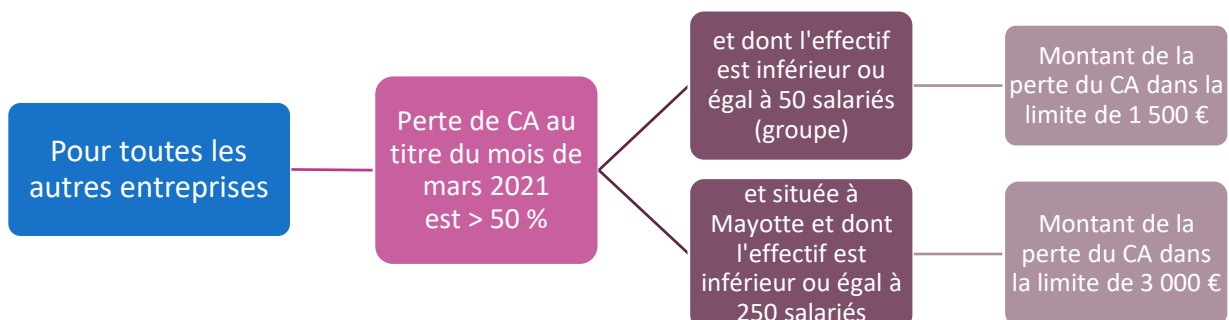 Pour toutes les
autres entreprises
Perte de CA au
titre du mois de
mars 2021
est > 50 %
et dont l'effectif
est inférieur ou
égal à 50 salariés
(groupe)
Montant de la
perte du CA dans la
limite de 1 500 €
et située à
Mayotte et dont
l'effectif est
inférieur ou égal à
250 salariés
Montant de la
perte du CA dans
la limite de 3 000 €